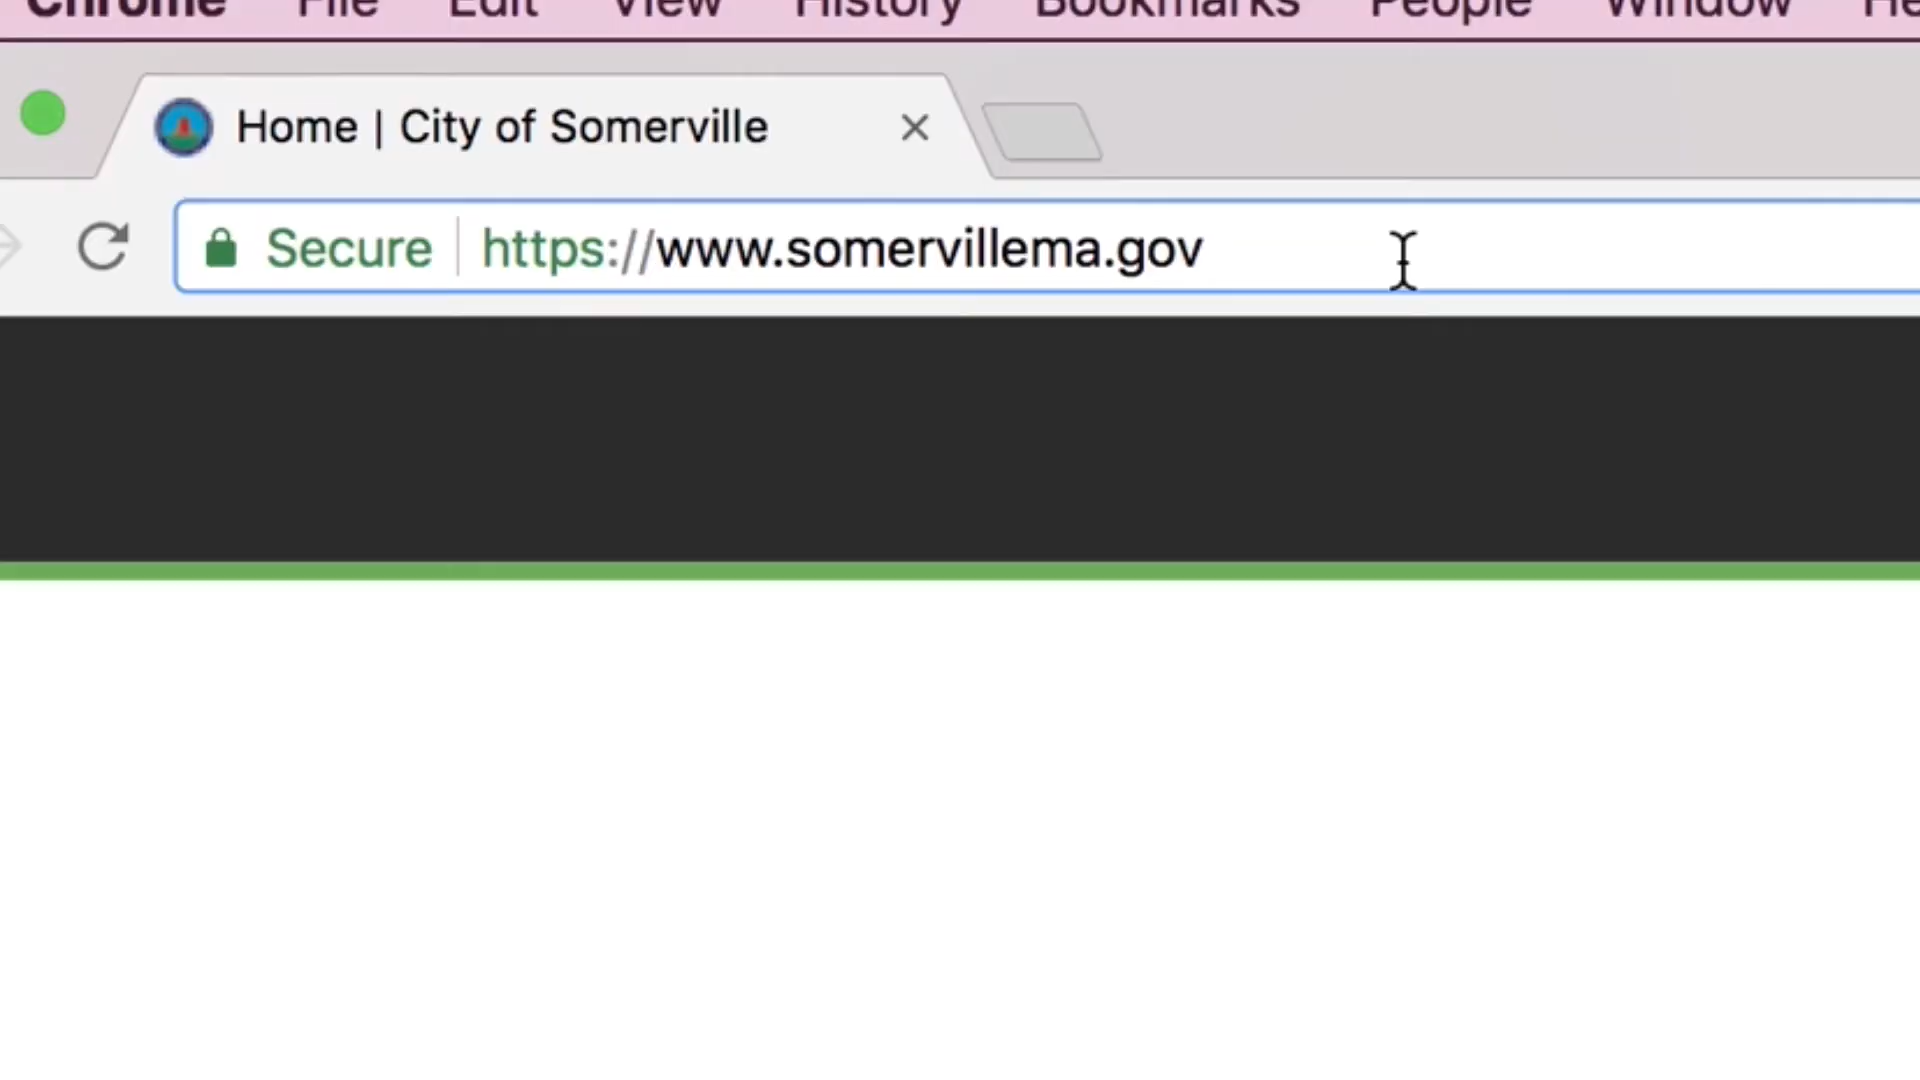 Chrome File Edit View History Bookmarks People Window
Home | City of Somerville
Secure https://www.somervillema.gov